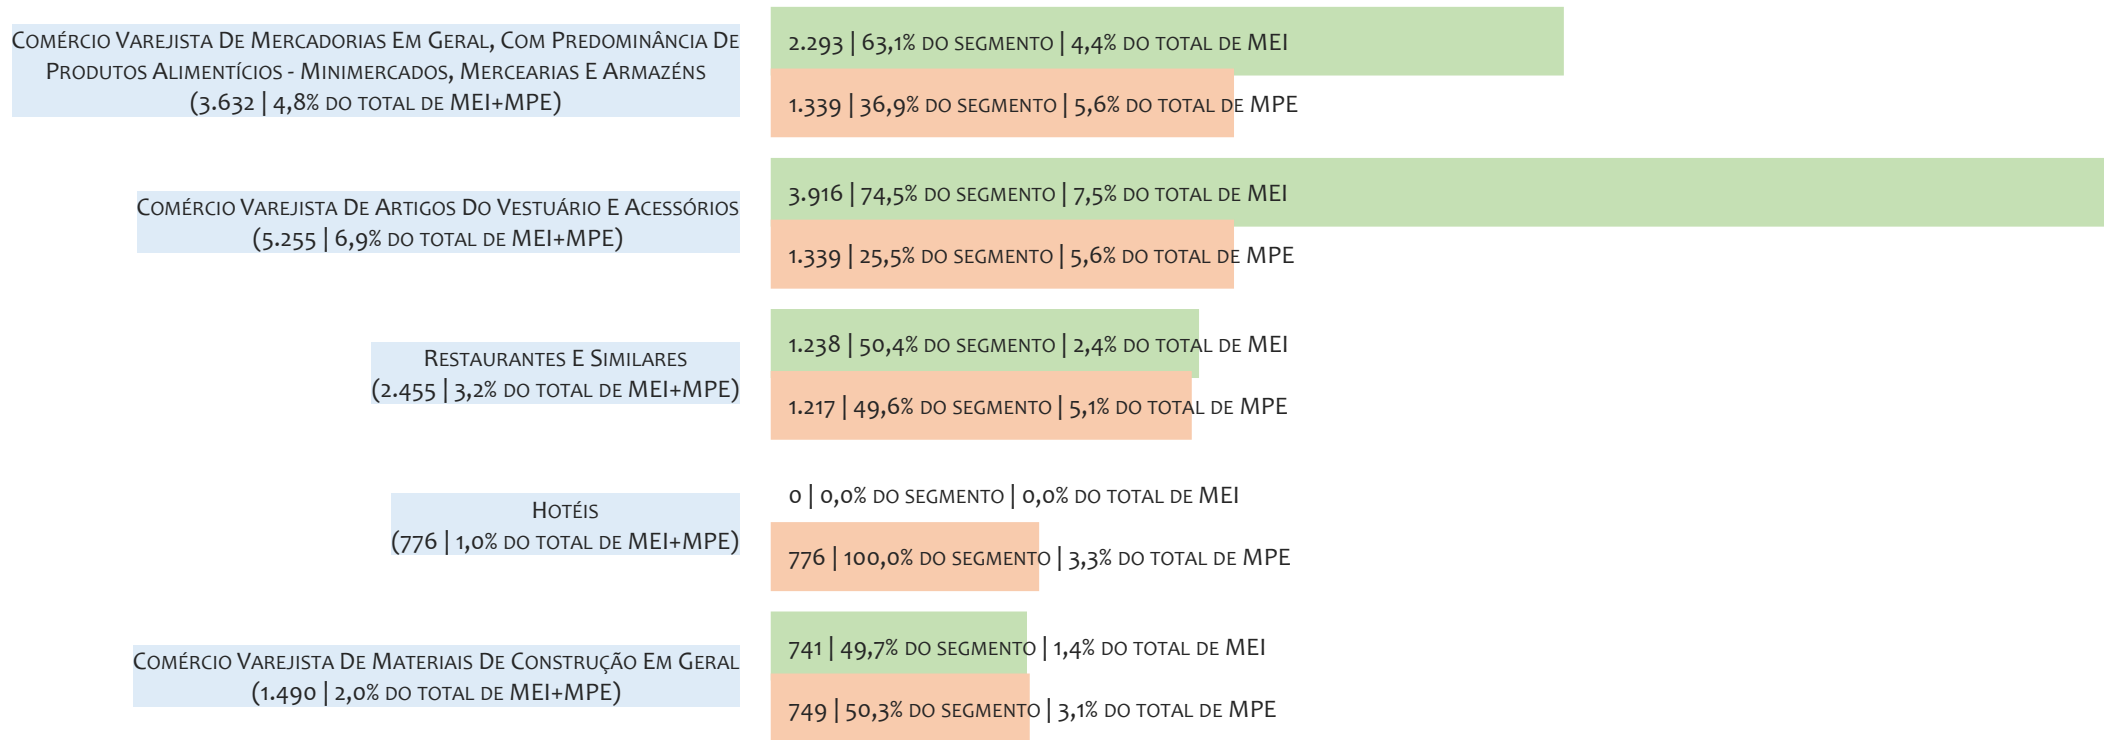 Comércio Varejista De Mercadorias Em Geral, Com Predominância De
Produtos Alimentícios - Minimercados, Mercearias E Armazéns
(3.632 | 4,8% do total de MEI+MPE)
2.293 | 63,1% do segmento | 4,4% do total de MEI
1.339 | 36,9% do segmento | 5,6% do total de MPE
Comércio Varejista De Artigos Do Vestuário E Acessórios
(5.255 | 6,9% do total de MEI+MPE)
3.916 | 74,5% do segmento | 7,5% do total de MEI
1.339 | 25,5% do segmento | 5,6% do total de MPE
Restaurantes E Similares
(2.455 | 3,2% do total de MEI+MPE)
1.238 | 50,4% do segmento | 2,4% do total de MEI
1.217 | 49,6% do segmento | 5,1% do total de MPE
Hotéis
(776 | 1,0% do total de MEI+MPE)
0 | 0,0% do segmento | 0,0% do total de MEI
776 | 100,0% do segmento | 3,3% do total de MPE
Comércio Varejista De Materiais De Construção Em Geral
(1.490 | 2,0% do total de MEI+MPE)
741 | 49,7% do segmento | 1,4% do total de MEI
749 | 50,3% do segmento | 3,1% do total de MPE